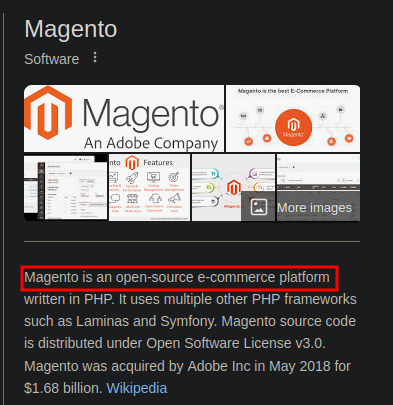 Magento
Software
Magento®
An Adobe Company
Magento is the best E-Commerce Platform
Magento
Features
More images
Magento is an open-source e-commerce platform
written in PHP. It uses multiple other PHP frameworks
such as Laminas and Symfony. Magento source code
is distributed under Open Software License v3.0.
Magento was acquired by Adobe Inc in May 2018 for
$1.68 billion. Wikipedia